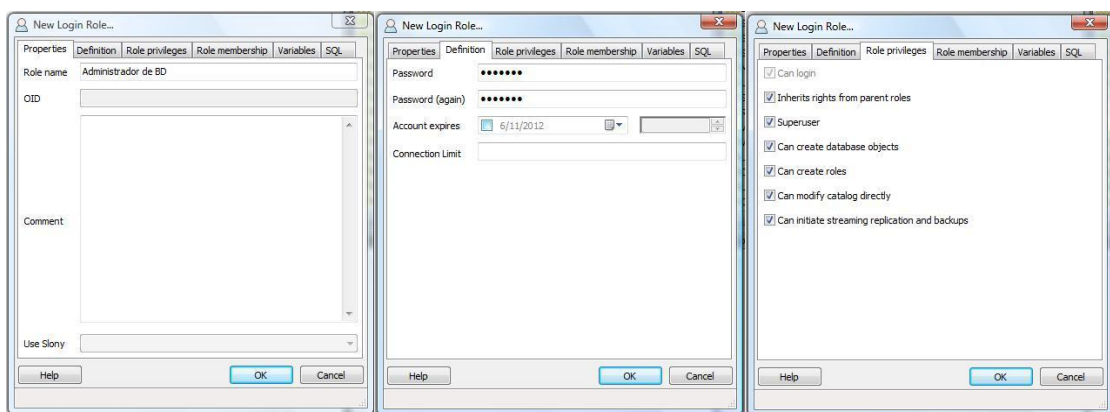 New Login Role...
Properties Definition Role privileges Role membership Variables SQL
Role name Administrador de BD
OID
Comment
Use Slony
Help OK Cancel
New Login Role...
Properties Definition Role privileges Role membership Variables SQL
Password •••••••
Password (again) •••••••
Account expires 6/11/2012
Connection Limit
Help OK Cancel
New Login Role...
Properties Definition Role privileges Role membership Variables SQL
Can login
Inherits rights from parent roles
Superuser
Can create database objects
Can create roles
Can modify catalog directly
Can initiate streaming replication and backups
Help OK Cancel